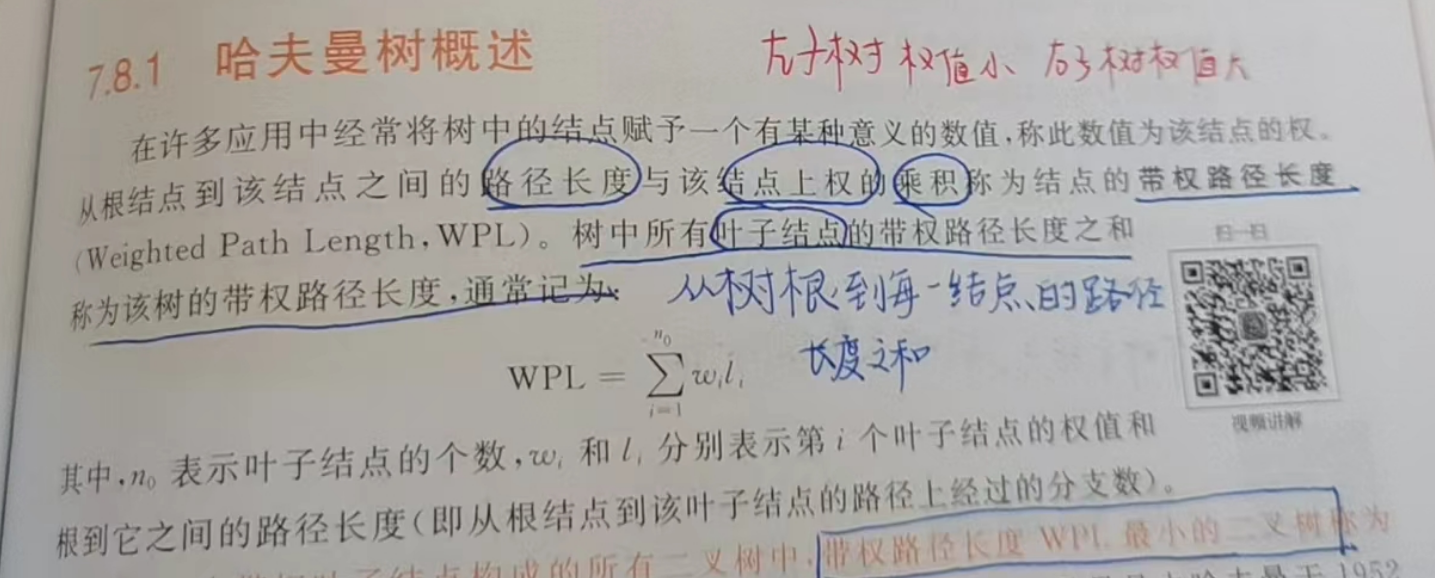 7.8.1 哈夫曼树概述
左子树权值小 右子树权值大
在许多应用中经常将树中的结点赋予一个有某种意义的数值,称此数值为该结点的权。
从根结点到该结点之间的路径长度与该结点上权的乘积称为结点的带权路径长度
(Weighted Path Length,WPL)。树中所有叶子结点的带权路径长度之和
称为该树的带权路径长度,通常记为:
扫一扫
从树根到每一结点的路径
长度之和
WPL = ∑ᵢ₌₁ⁿ⁰ wᵢlᵢ
视频讲解
其中,n₀ 表示叶子结点的个数,wᵢ 和 lᵢ 分别表示第 i 个叶子结点的权值和
根到它之间的路径长度(即从根结点到该叶子结点的路径上经过的分支数)。
叶子结点构成的所有二叉树中,带权路径长度 WPL 最小的二叉树称为
1952